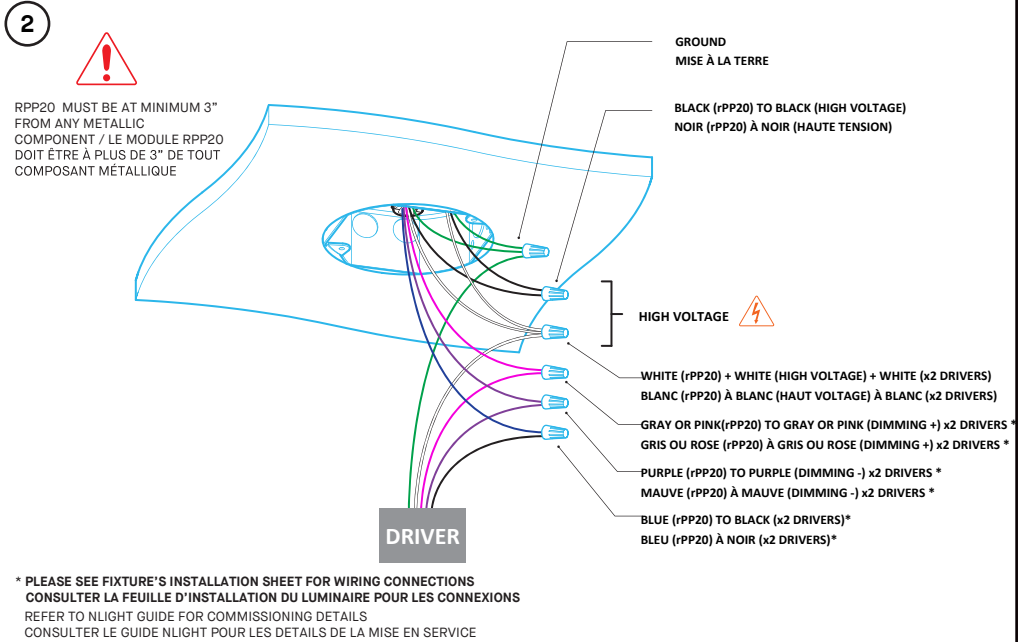 2
RPP20 MUST BE AT MINIMUM 3”
FROM ANY METALLIC
COMPONENT / LE MODULE RPP20
DOIT ÊTRE À PLUS DE 3” DE TOUT
COMPOSANT MÉTALLIQUE
GROUND
MISE À LA TERRE
BLACK (rPP20) TO BLACK (HIGH VOLTAGE)
NOIR (rPP20) À NOIR (HAUTE TENSION)
HIGH VOLTAGE
WHITE (rPP20) + WHITE (HIGH VOLTAGE) + WHITE (x2 DRIVERS)
BLANC (rPP20) À BLANC (HAUT VOLTAGE) À BLANC (x2 DRIVERS)
GRAY OR PINK(rPP20) TO GRAY OR PINK (DIMMING +) x2 DRIVERS *
GRIS OU ROSE (rPP20) À GRIS OU ROSE (DIMMING +) x2 DRIVERS *
PURPLE (rPP20) TO PURPLE (DIMMING -) x2 DRIVERS *
MAUVE (rPP20) À MAUVE (DIMMING -) x2 DRIVERS *
BLUE (rPP20) TO BLACK (x2 DRIVERS)*
BLEU (rPP20) À NOIR (x2 DRIVERS)*
DRIVER
* PLEASE SEE FIXTURE'S INSTALLATION SHEET FOR WIRING CONNECTIONS
CONSULTER LA FEUILLE D'INSTALLATION DU LUMINAIRE POUR LES CONNEXIONS
REFER TO NLIGHT GUIDE FOR COMMISSIONING DETAILS
CONSULTER LE GUIDE NLIGHT POUR LES DETAILS DE LA MISE EN SERVICE